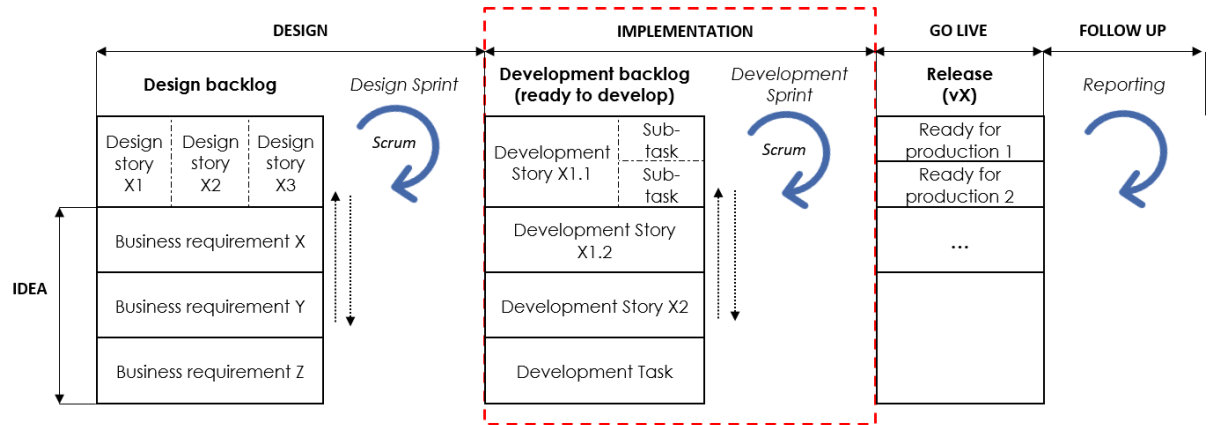 DESIGN
IMPLEMENTATION
GO LIVE
FOLLOW UP
Design backlog
Design Sprint
Development backlog
(ready to develop)
Development
Sprint
Release
(vX)
Reporting
Design
story
X1
Design
story
X2
Design
story
X3
Scrum
Development
Story X1.1
Sub-
task
Sub-
task
Scrum
Ready for
production 1
Ready for
production 2
IDEA
Business requirement X
Business requirement Y
Business requirement Z
Development Story
X1.2
Development Story X2
Development Task
...